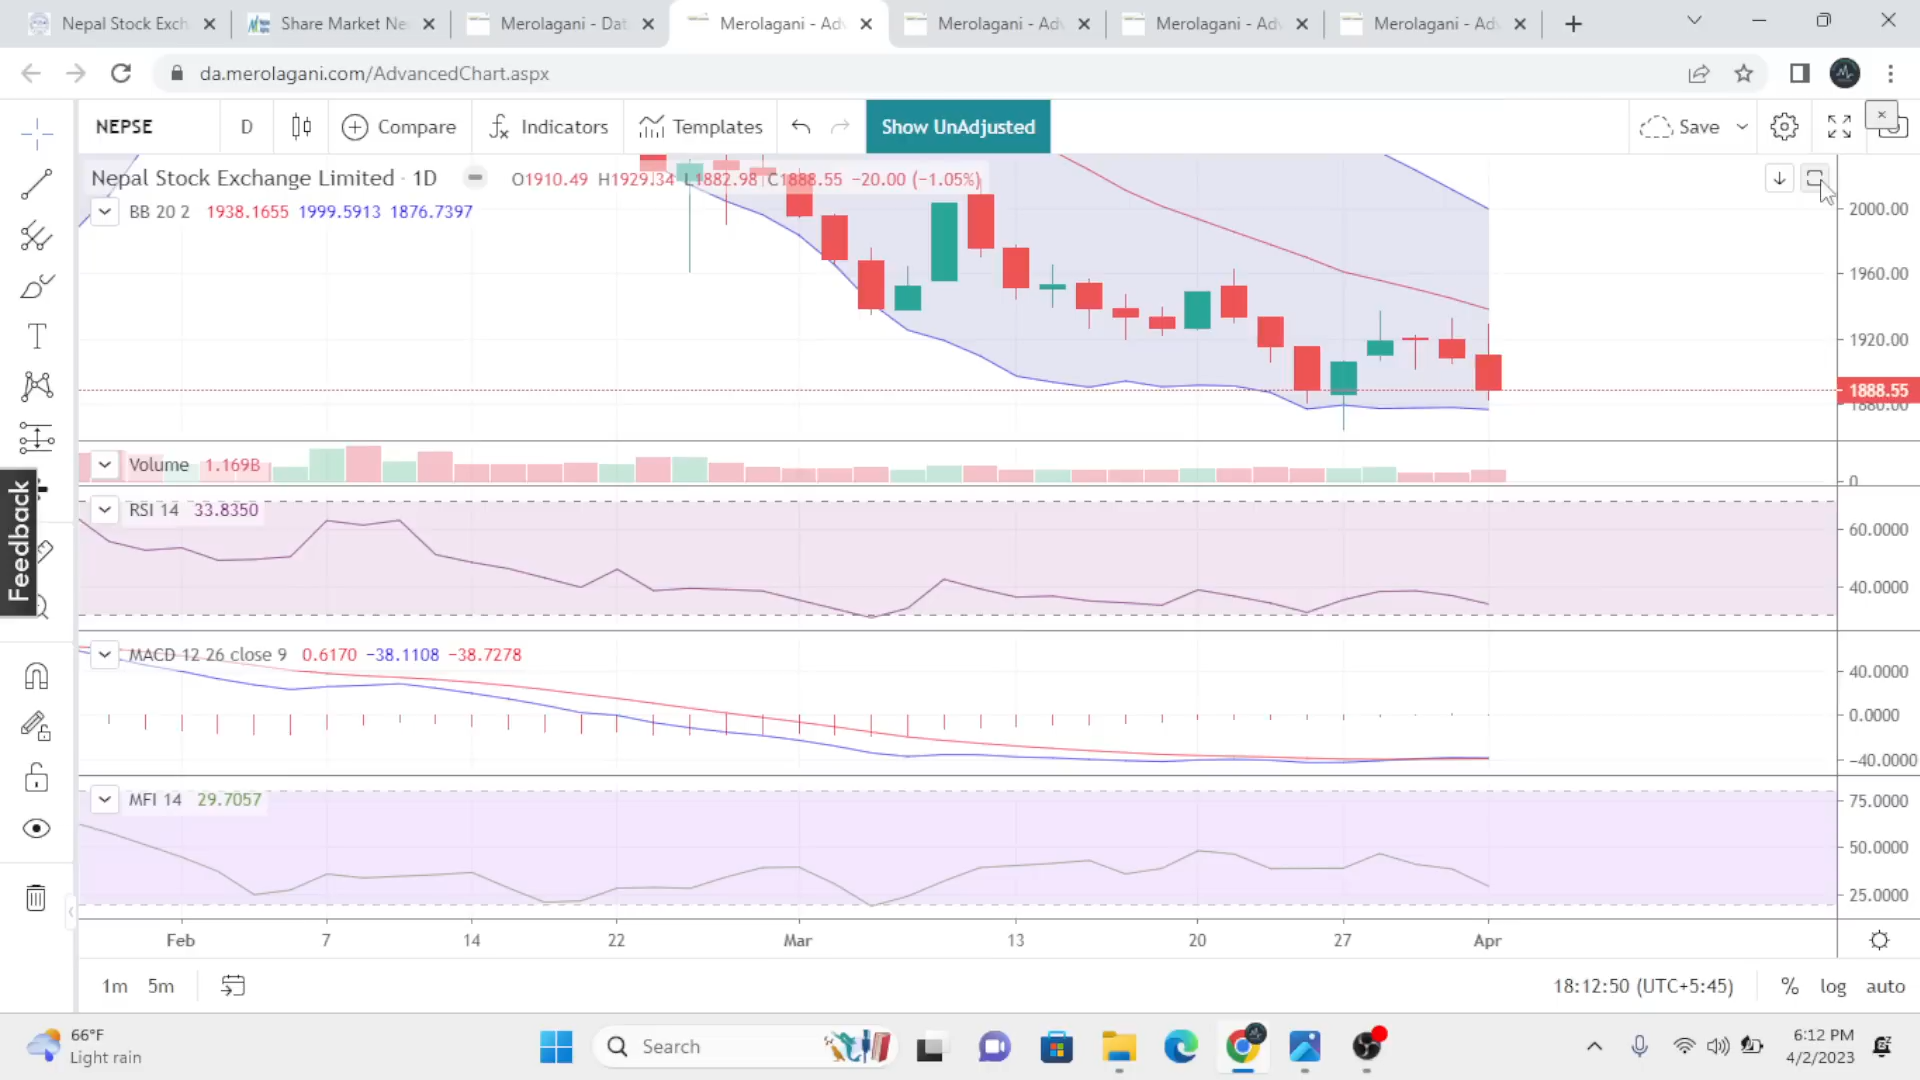 Nepal Stock Exch
Share Market Ne
Merolagani - Dat
Merolagani - Adv
Merolagani - Adv
Merolagani - Adv
Merolagani - Adv
da.merolagani.com/AdvancedChart.aspx
NEPSE
D
Compare
Indicators
Templates
Show UnAdjusted
Save
Nepal Stock Exchange Limited · 1D
O1910.49 H1929.34 L1882.98 C1888.55 −20.00 (−1.05%)
BB 20 2 1938.1655 1999.5913 1876.7397
2000.00
1960.00
1920.00
1888.55
1880.00
Volume 1.169B
0
RSI 14 33.8350
60.0000
40.0000
Feedback
MACD 12 26 close 9 0.6170 −38.1108 −38.7278
40.0000
0.0000
−40.0000
MFI 14 29.7057
75.0000
50.0000
25.0000
Feb 7 14 22 Mar 13 20 27 Apr
1m 5m
18:12:50 (UTC+5:45)
% log auto
66°F
Light rain
Search
6:12 PM
4/2/2023